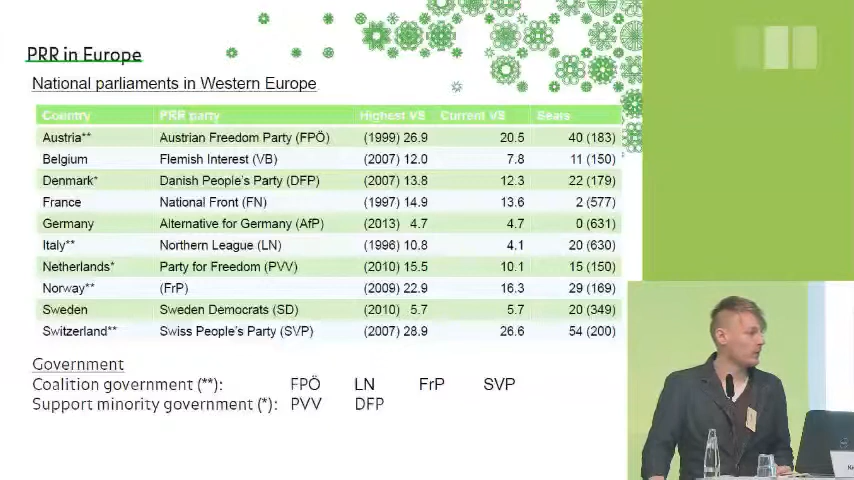 PRR in Europe
National parliaments in Western Europe
Country PRR party Highest VS Current VS Seats
Austria** Austrian Freedom Party (FPÖ) (1999) 26.9 20.5 40 (183)
Belgium Flemish Interest (VB) (2007) 12.0 7.8 11 (150)
Denmark* Danish People's Party (DFP) (2007) 13.8 12.3 22 (179)
France National Front (FN) (1997) 14.9 13.6 2 (577)
Germany Alternative for Germany (AfP) (2013) 4.7 4.7 0 (631)
Italy** Northern League (LN) (1996) 10.8 4.1 20 (630)
Netherlands* Party for Freedom (PVV) (2010) 15.5 10.1 15 (150)
Norway** (FrP) (2009) 22.9 16.3 29 (169)
Sweden Sweden Democrats (SD) (2010) 5.7 5.7 20 (349)
Switzerland** Swiss People's Party (SVP) (2007) 28.9 26.6 54 (200)
Government
Coalition government (**): FPÖ LN FrP SVP
Support minority government (*): PVV DFP